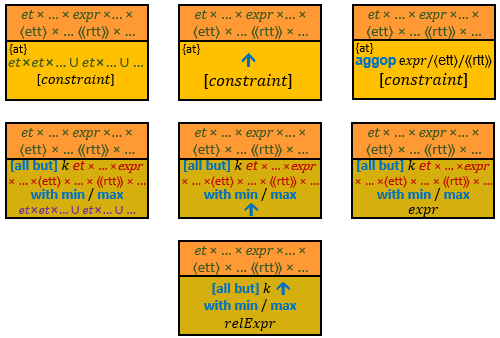 et × ... × expr × ... ×
⟨ett⟩ × ... ⟨⟨rtt⟩⟩ × ...
{at}
et×et× ... ∪ et× ... ∪ ...
[constraint]
et × ... × expr × ... ×
⟨ett⟩ × ... ⟨⟨rtt⟩⟩ × ...
{at}
↑
[constraint]
et × ... × expr × ... ×
⟨ett⟩ × ... ⟨⟨rtt⟩⟩ × ...
{at}
aggop expr/⟨ett⟩/⟨⟨rtt⟩⟩
[constraint]
et × ... × expr × ... ×
⟨ett⟩ × ... ⟨⟨rtt⟩⟩ × ...
[all but] k et × ... ×expr
× ... ×⟨ett⟩ × ... × ⟨⟨rtt⟩⟩ × ...
with min / max
et×et× ... ∪ et× ... ∪ ...
et × ... × expr × ... ×
⟨ett⟩ × ... ⟨⟨rtt⟩⟩ × ...
[all but] k et × ... ×expr
× ... ×⟨ett⟩ × ... × ⟨⟨rtt⟩⟩ × ...
with min / max
↑
et × ... × expr × ... ×
⟨ett⟩ × ... ⟨⟨rtt⟩⟩ × ...
[all but] k et × ... ×expr
× ... ×⟨ett⟩ × ... × ⟨⟨rtt⟩⟩ × ...
with min / max
expr
et × ... × expr × ... ×
⟨ett⟩ × ... ⟨⟨rtt⟩⟩ × ...
[all but] k ↑
with min / max
relExpr